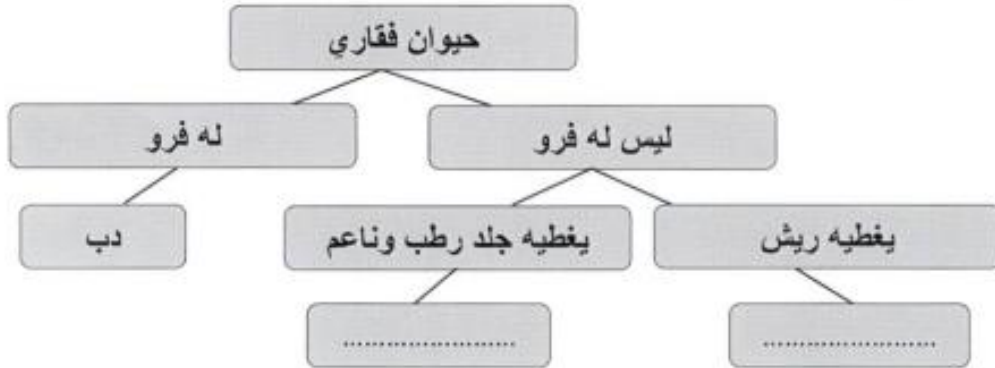 حيوان فقاري
ليس له فرو
له فرو
يغطيه ريش
يغطيه جلد رطب وناعم
دب
........................
........................